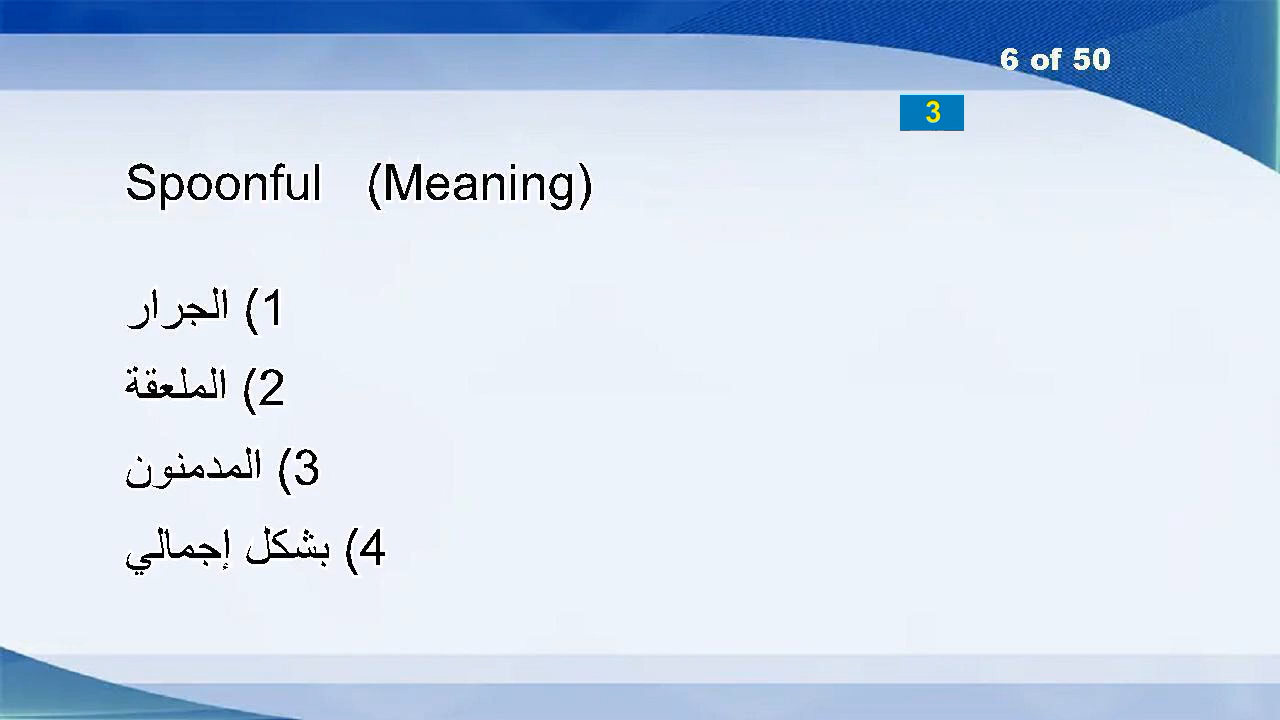 6 of 50
3
Spoonful (Meaning)
1) الجرار
2) الملعقة
3) المدمنون
4) بشكل إجمالي